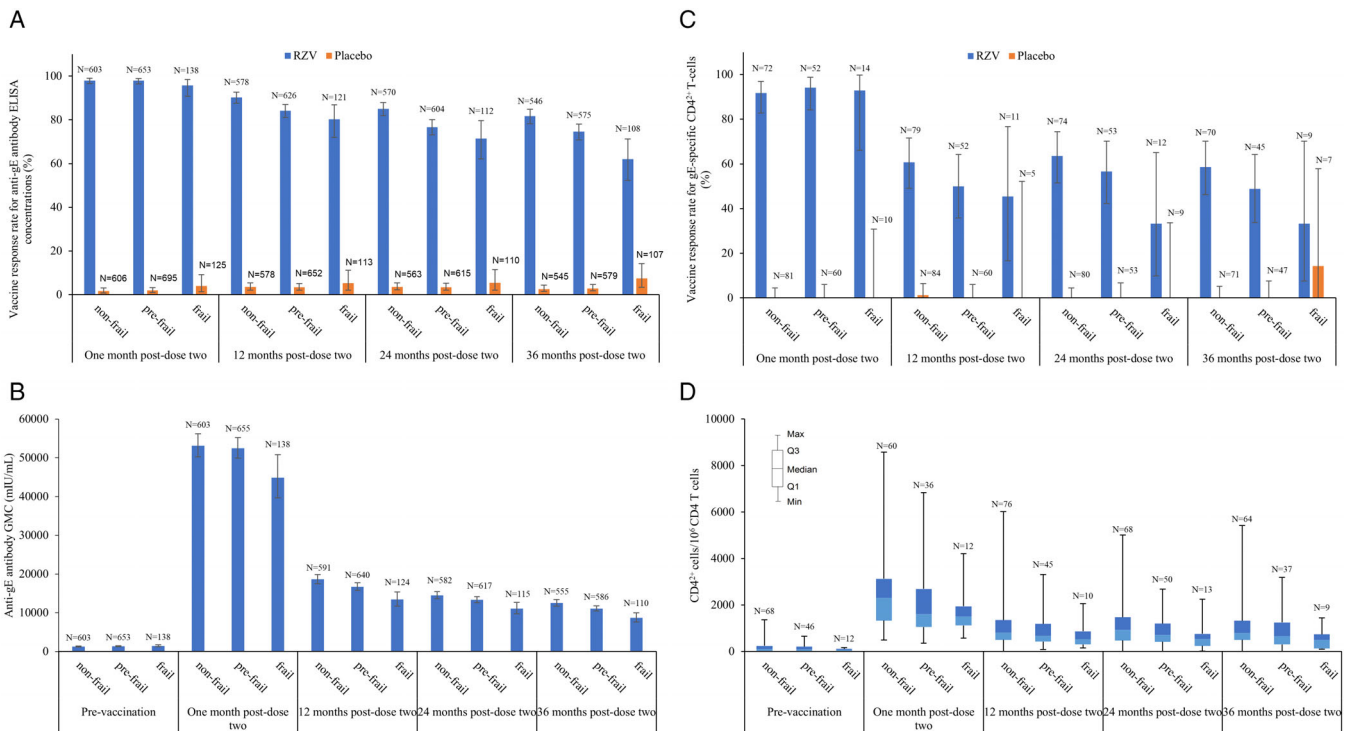 A
RZV Placebo
Vaccine response rate for anti-gE antibody ELISA
concentrations (%)
100
80
60
40
20
0
N=603
N=653
N=138
N=578
N=626
N=121
N=570
N=604
N=112
N=546
N=575
N=108
N=606
N=695
N=125
N=578
N=652
N=113
N=563
N=615
N=110
N=545
N=579
N=107
non-frail pre-frail frail non-frail pre-frail frail non-frail pre-frail frail non-frail pre-frail frail
One month post-dose two 12 months post-dose two 24 months post-dose two 36 months post-dose two
C
RZV Placebo
Vaccine response rate for gE-specific CD4²⁺ T-cells
(%)
100
80
60
40
20
0
N=72
N=52
N=14
N=79
N=52
N=11
N=74
N=53
N=12
N=70
N=45
N=9
N=81
N=60
N=10
N=84
N=60
N=5
N=80
N=53
N=9
N=71
N=47
N=7
non-frail pre-frail frail non-frail pre-frail frail non-frail pre-frail frail non-frail pre-frail frail
One month post-dose two 12 months post-dose two 24 months post-dose two 36 months post-dose two
B
Anti-gE antibody GMC (mIU/mL)
60000
50000
40000
30000
20000
10000
0
N=603
N=653
N=138
N=603
N=655
N=138
N=591
N=640
N=124
N=582
N=617
N=115
N=555
N=586
N=110
non-frail pre-frail frail non-frail pre-frail frail non-frail pre-frail frail non-frail pre-frail frail non-frail pre-frail frail
Pre-vaccination One month post-dose two 12 months post-dose two 24 months post-dose two 36 months post-dose two
D
CD4²⁺ cells/10⁶ CD4 T cells
10000
8000
6000
4000
2000
0
Max
Q3
Median
Q1
Min
N=68
N=46
N=12
N=60
N=36
N=12
N=76
N=45
N=10
N=68
N=50
N=13
N=64
N=37
N=9
non-frail pre-frail frail non-frail pre-frail frail non-frail pre-frail frail non-frail pre-frail frail non-frail pre-frail frail
Pre-vaccination One month post-dose two 12 months post-dose two 24 months post-dose two 36 months post-dose two